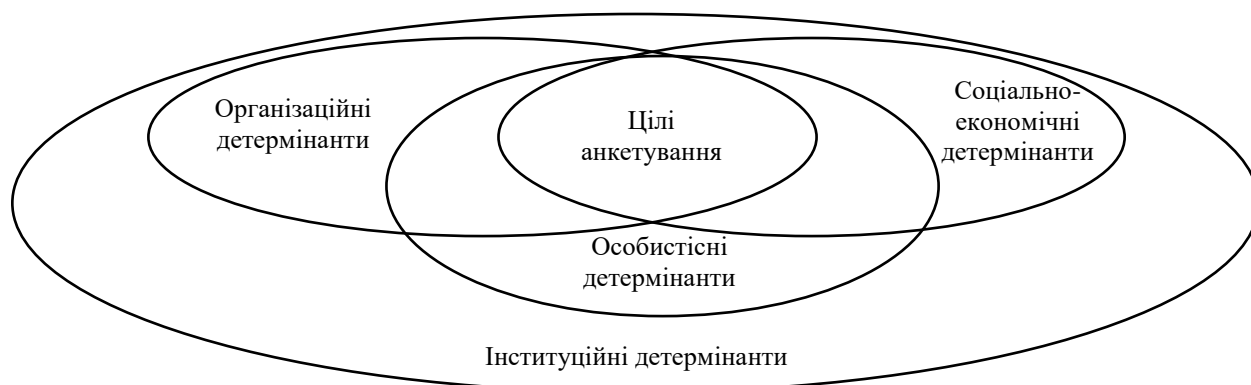 Організаційні
детермінанти
Цілі
анкетування
Соціально-
економічні
детермінанти
Особистісні
детермінанти
Інституційні детермінанти